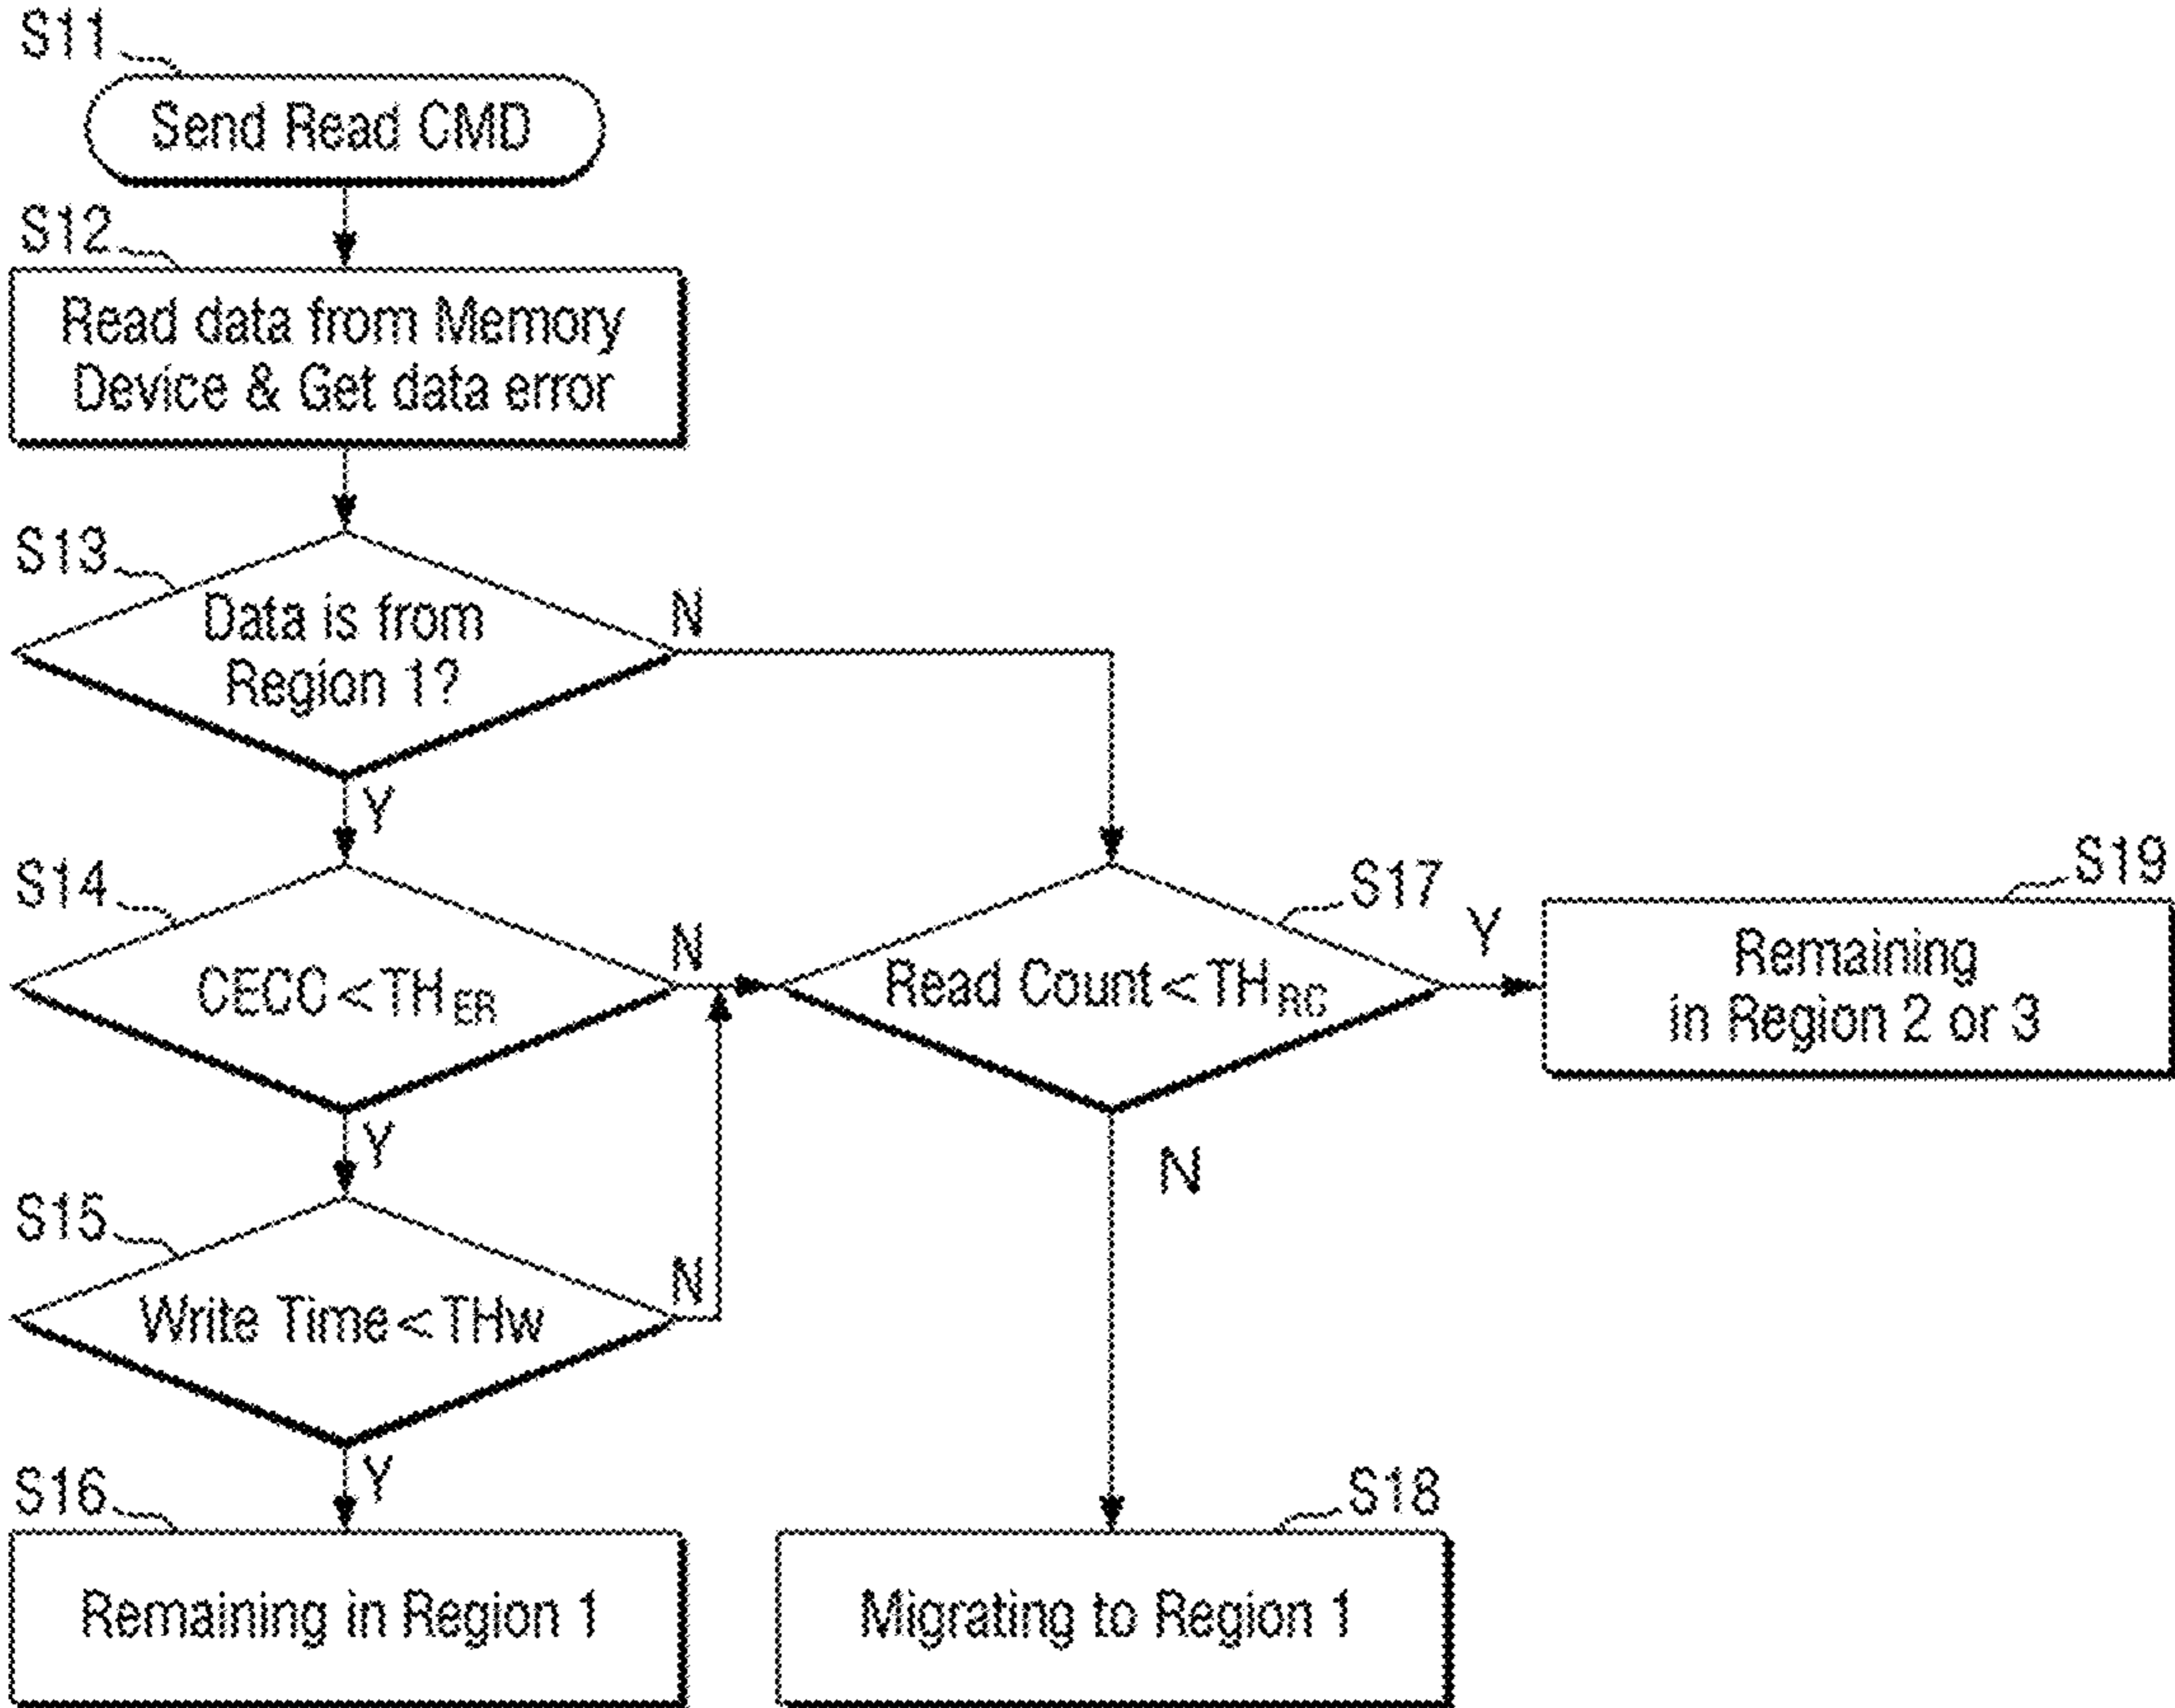 S11
Send Read CMD
S12
Read data from Memory
Device & Get data error
S13
Data is from
Region 1?
N
Y
S14
CECC<TH_ER
N
Y
S17
Read Count<TH_RG
Y
N
S19
Remaining
in Region 2 or 3
S15
Write Time<THw
N
Y
S16
Remaining in Region 1
S18
Migrating to Region 1